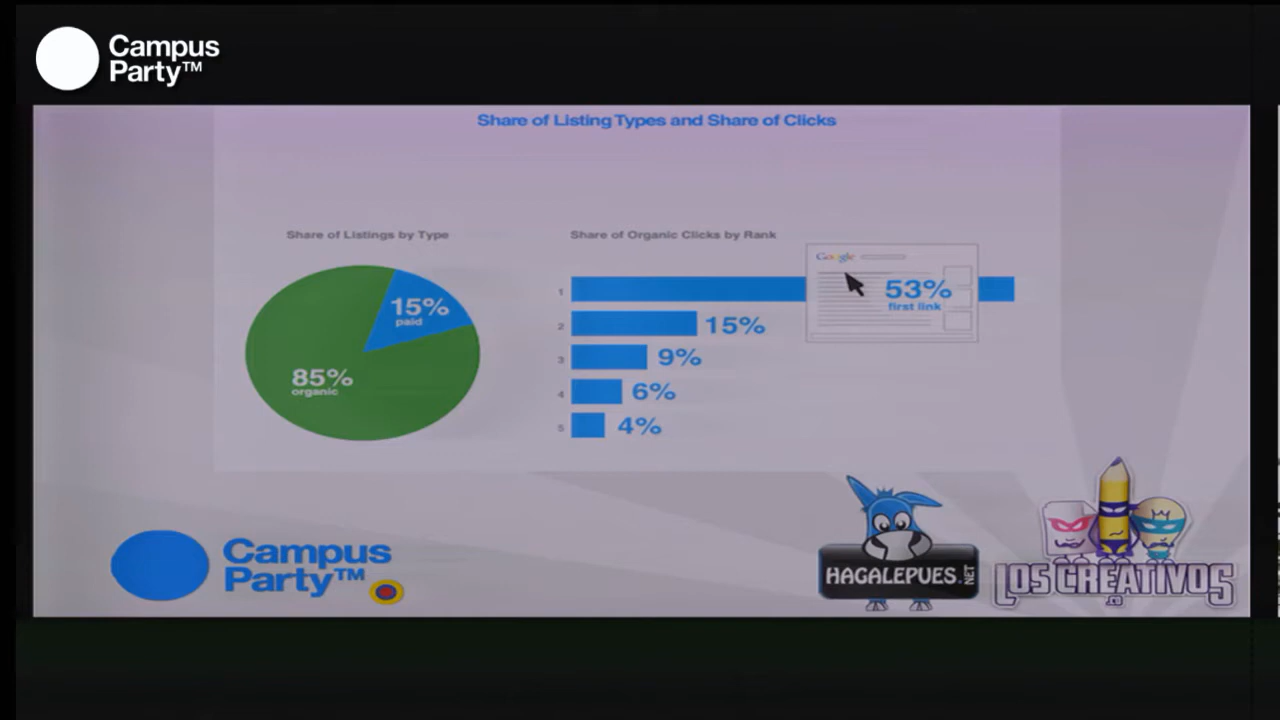 Campus
Party™
Share of Listing Types and Share of Clicks
Share of Listings by Type
Share of Organic Clicks by Rank
15%
paid
85%
organic
Google
1
53%
first link
2
15%
3
9%
4
6%
5
4%
Campus
Party™
HAGALEPUES.NET
LOS CREATIVOS
.CO